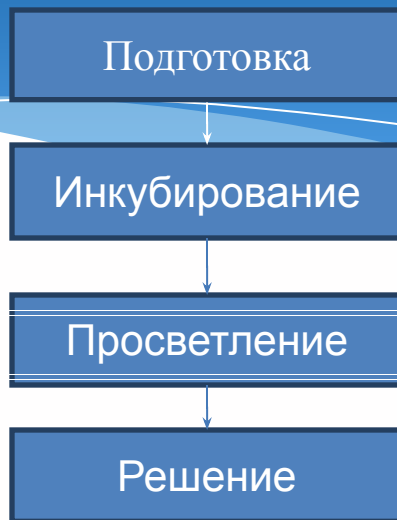 Подготовка
Инкубирование
Просветление
Решение